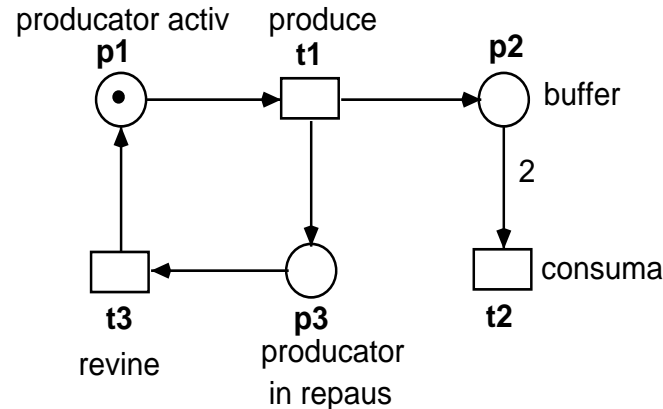 producator activ
produce
p1
t1
p2
buffer
2
consuma
t3
p3
t2
revine
producator
in repaus